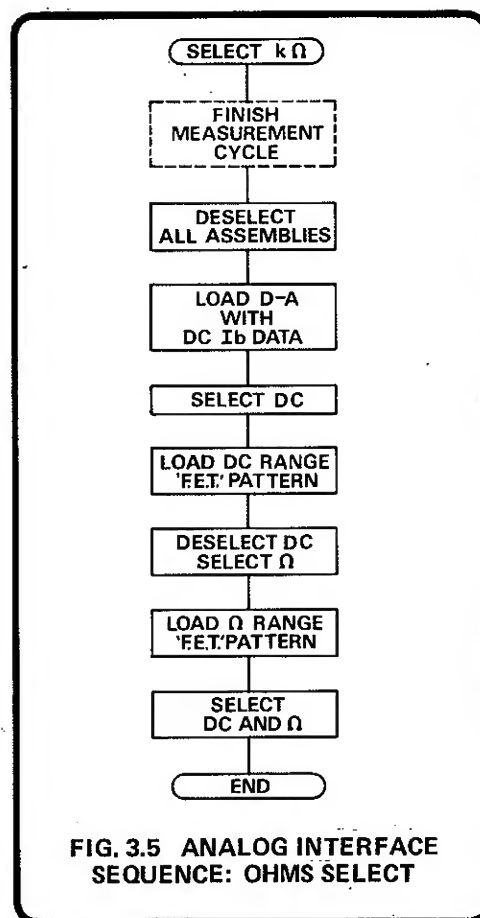 SELECT kΩ
FINISH
MEASUREMENT
CYCLE
DESELECT
ALL ASSEMBLIES
LOAD D-A
WITH
DC Ib DATA
SELECT DC
LOAD DC RANGE
'F.E.T.' PATTERN
DESELECT DC
SELECT Ω
LOAD Ω RANGE
'F.E.T.' PATTERN
SELECT
DC AND Ω
END
FIG. 3.5 ANALOG INTERFACE
SEQUENCE: OHMS SELECT